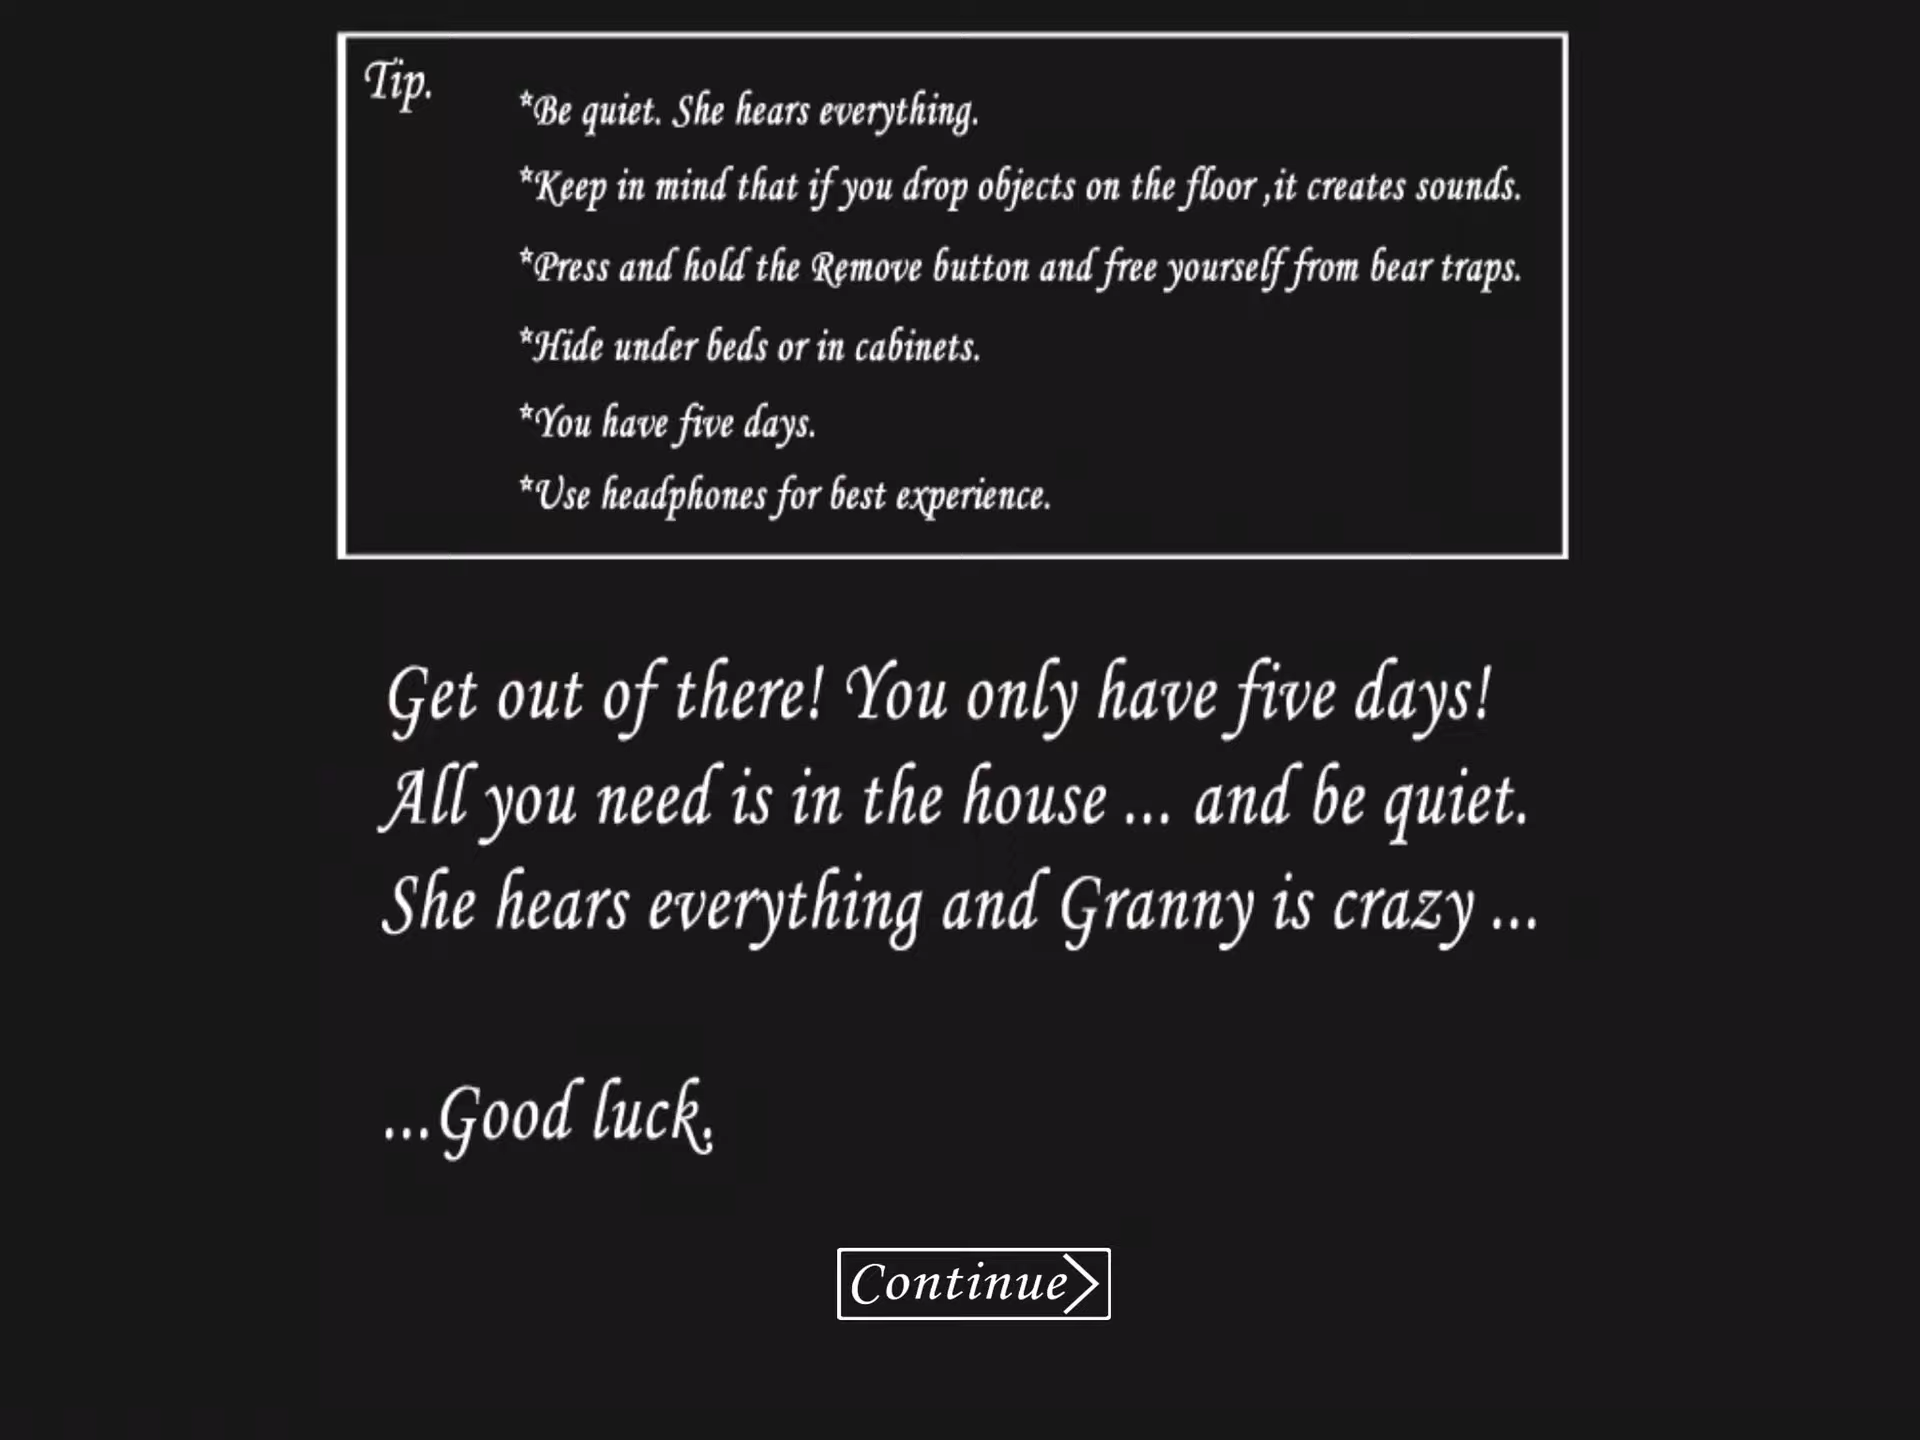 Tip.
*Be quiet. She hears everything.
*Keep in mind that if you drop objects on the floor ,it creates sounds.
*Press and hold the Remove button and free yourself from bear traps.
*Hide under beds or in cabinets.
*You have five days.
*Use headphones for best experience.
Get out of there! You only have five days!
All you need is in the house ... and be quiet.
She hears everything and Granny is crazy ...
...Good luck.
Continue>